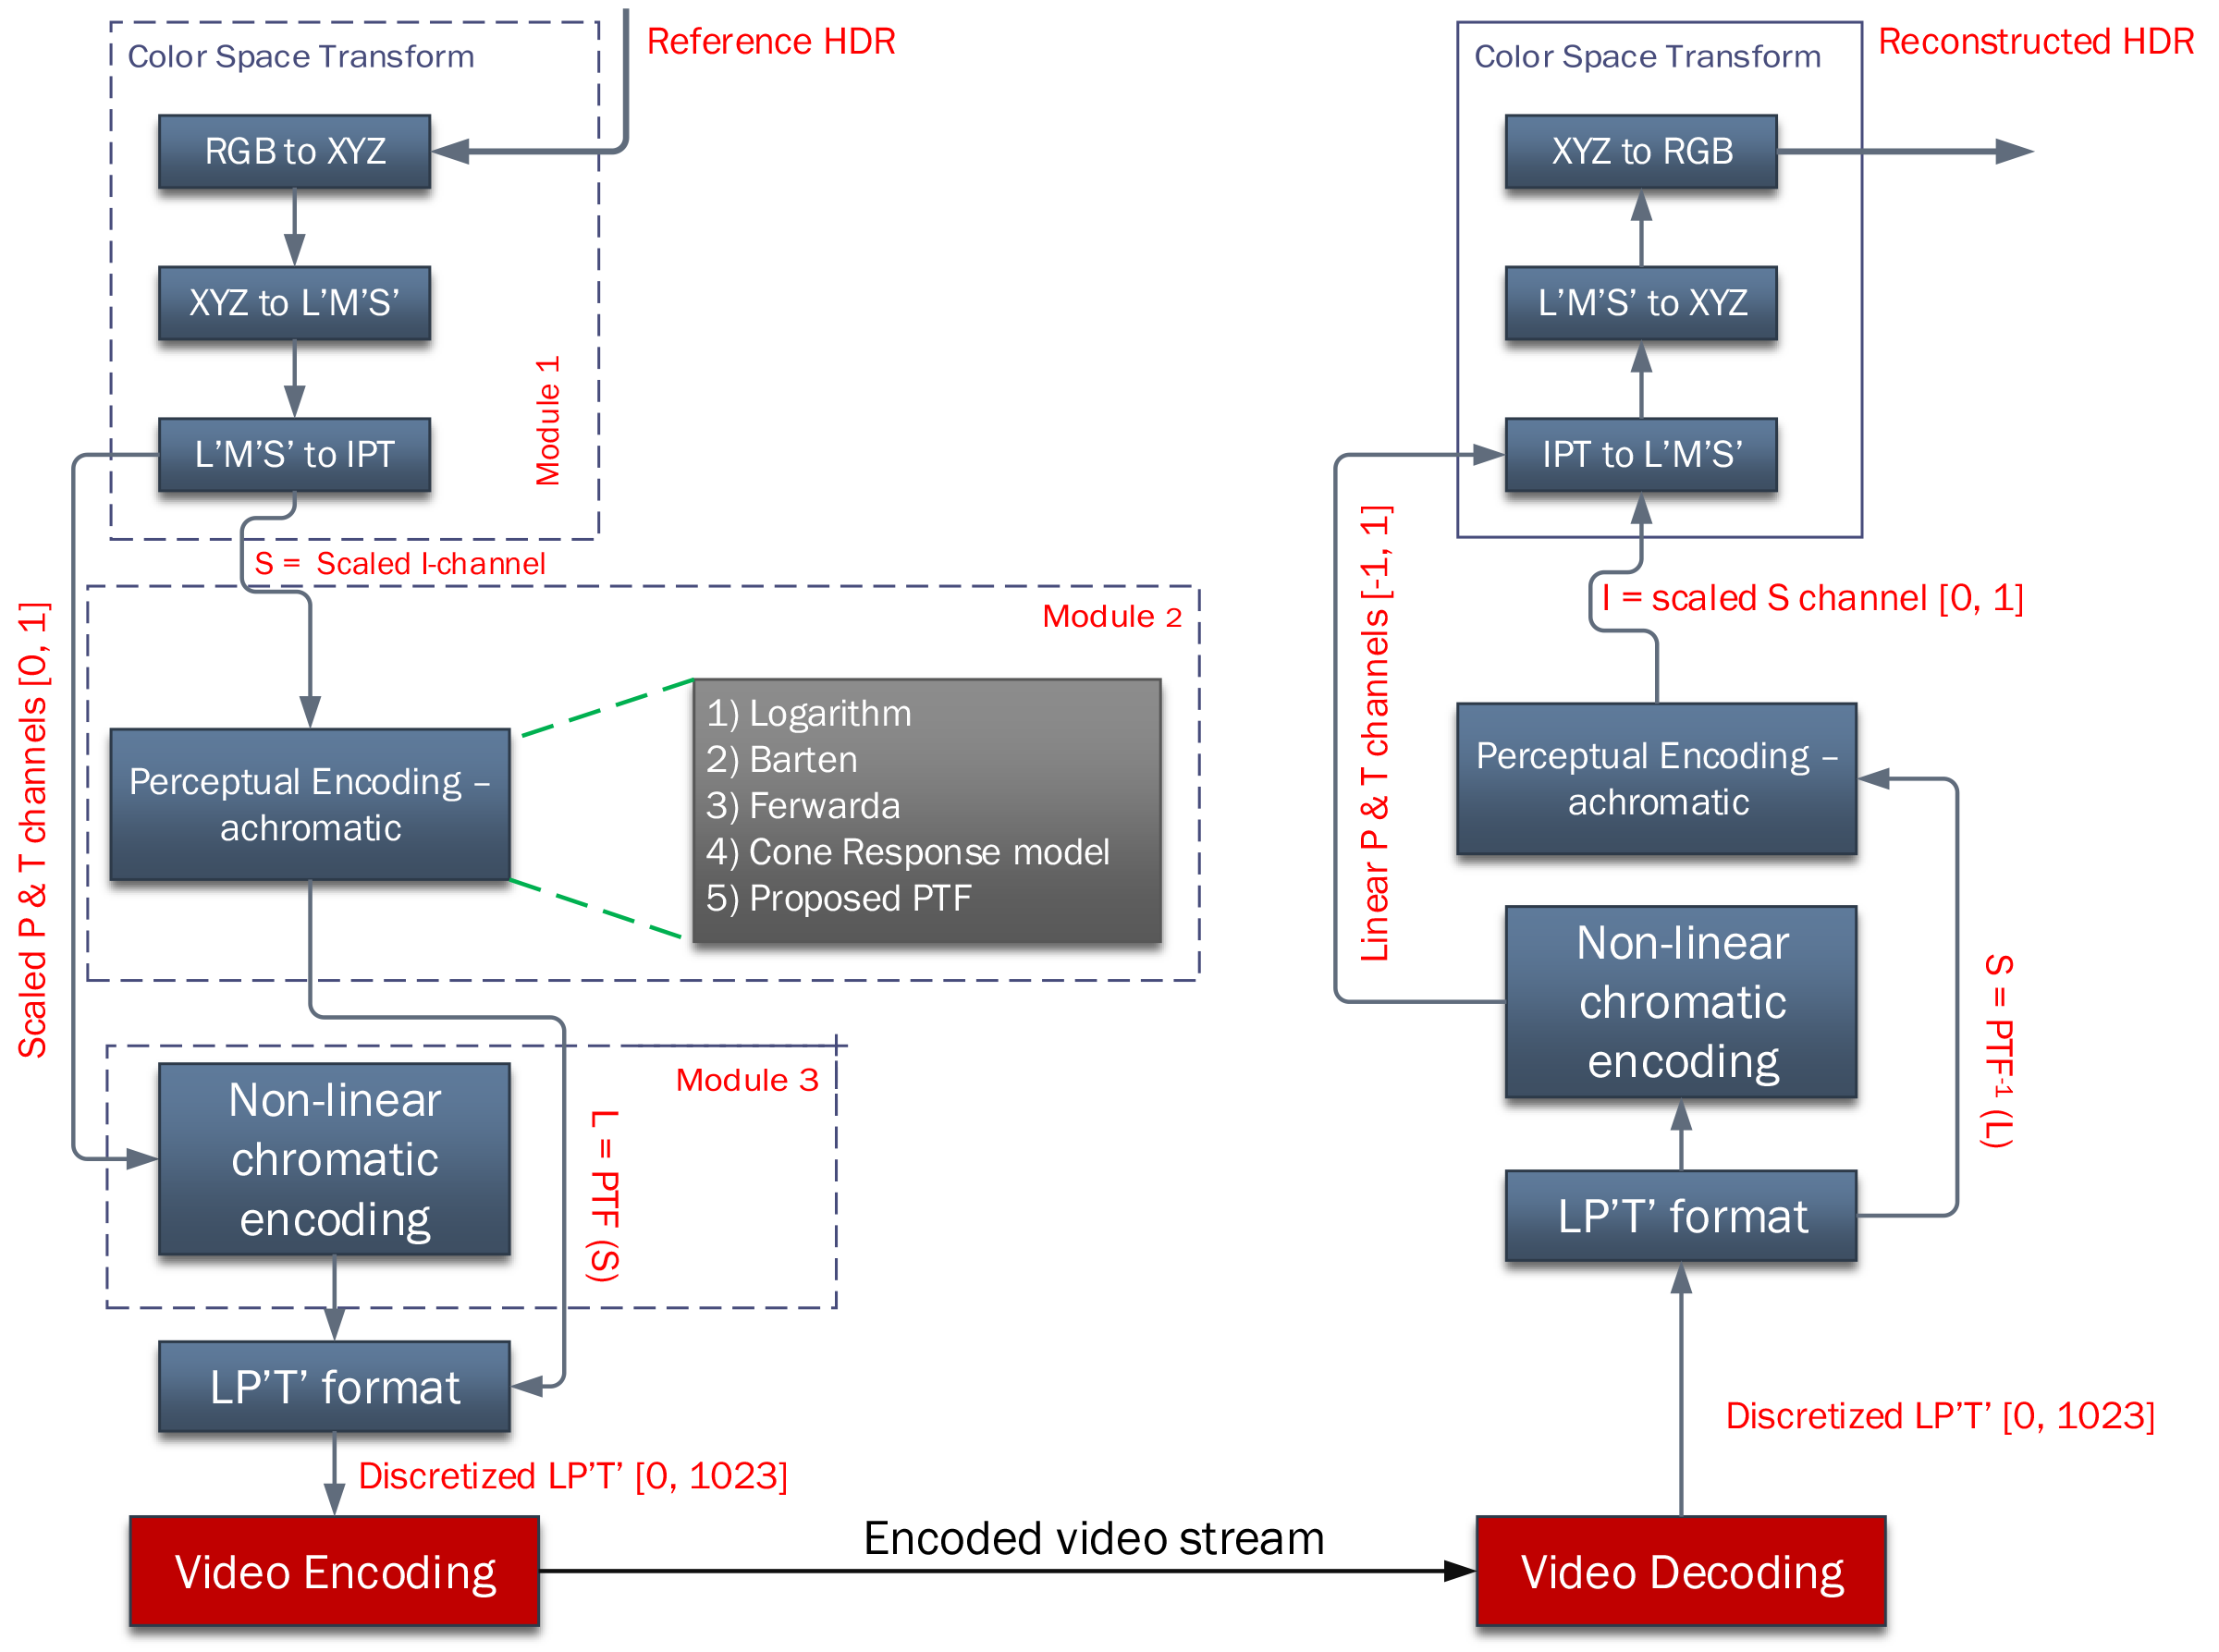 Color Space Transform
Reference HDR
RGB to XYZ
XYZ to L’M’S’
L’M’S’ to IPT
Module 1
S =  Scaled I-channel
Scaled P & T channels [0, 1]
Module 2
Perceptual Encoding –
achromatic
1) Logarithm
2) Barten
3) Ferwarda
4) Cone Response model
5) Proposed PTF
Module 3
Non-linear
chromatic
encoding
L = PTF (S)
LP’T’ format
Discretized LP’T’ [0, 1023]
Video Encoding
Encoded video stream
Color Space Transform
Reconstructed HDR
XYZ to RGB
L’M’S’ to XYZ
IPT to L’M’S’
Linear P & T channels [-1, 1]
I = scaled S channel [0, 1]
Perceptual Encoding –
achromatic
Non-linear
chromatic
encoding
S = PTF-1 (L)
LP’T’ format
Discretized LP’T’ [0, 1023]
Video Decoding